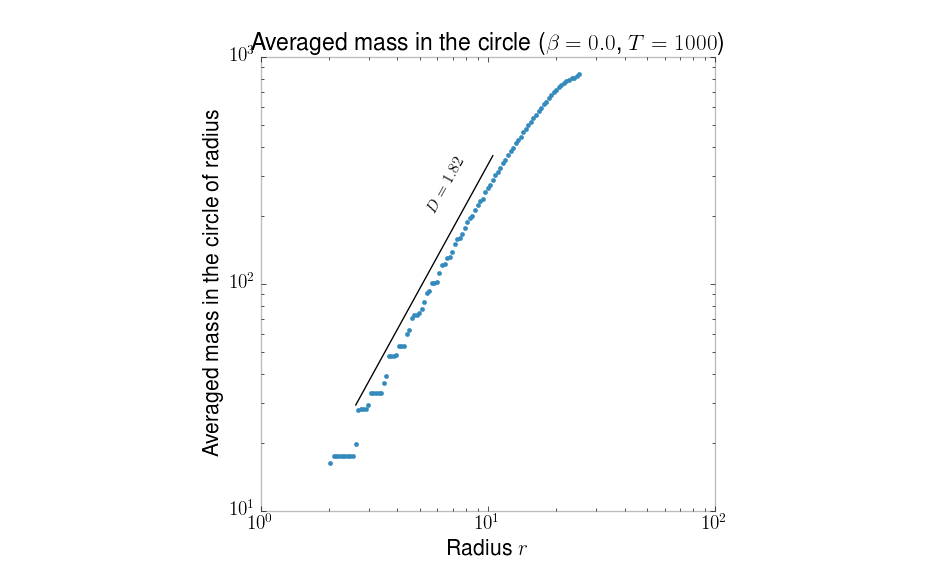 Averaged mass in the circle (β = 0.0, T = 1000)
10³
Averaged mass in the circle of radius
D = 1.82
10²
10¹
10⁰
10¹
10²
Radius r